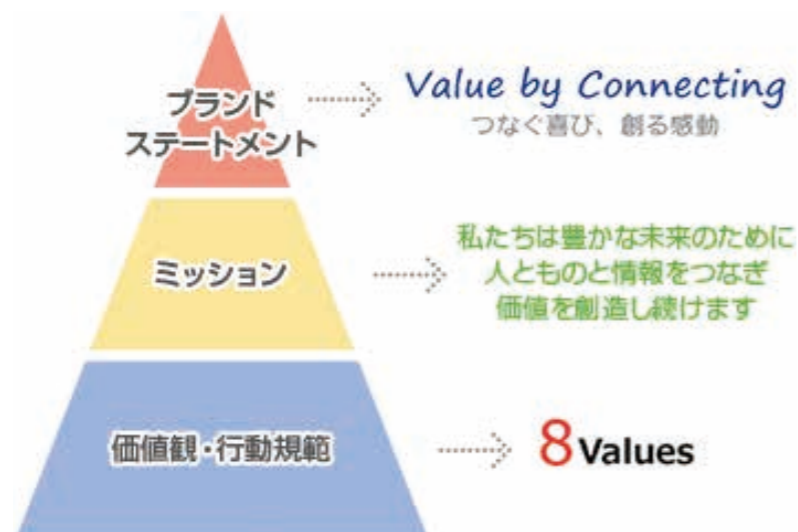 ブランド
ステートメント
Value by Connecting
つなぐ喜び、創る感動
ミッション
私たちは豊かな未来のために
人とものと情報をつなぎ
価値を創造し続けます
価値観・行動規範
8 Values